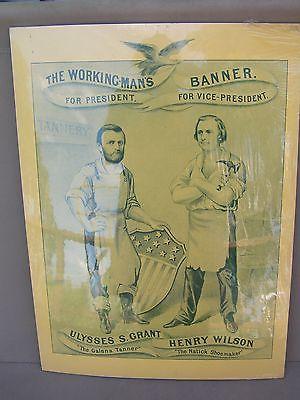 THE WORKING-MAN'S BANNER.
FOR PRESIDENT. FOR VICE-PRESIDENT.
TANNERY
ULYSSES S. GRANT HENRY WILSON
"The Galena Tanner" "The Natick Shoemaker"